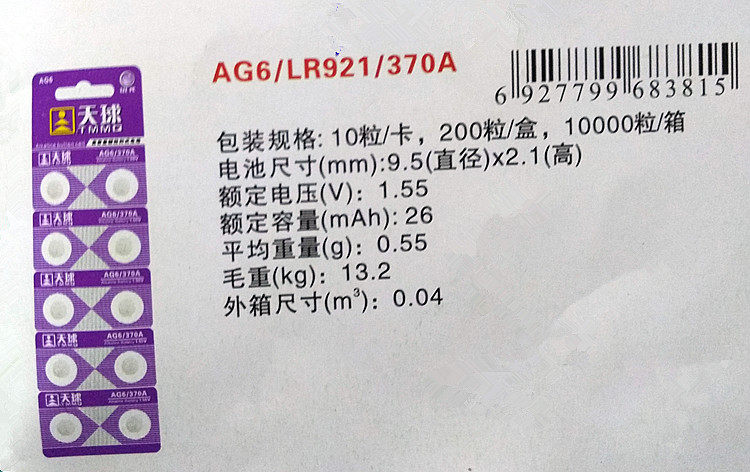 AG6/LR921/370A
6 927799 683815
包装规格: 10粒/卡，200粒/盒，10000粒/箱
电池尺寸(mm):9.5(直径)x2.1(高)
额定电压(V): 1.55
额定容量(mAh): 26
平均重量(g): 0.55
毛重(kg): 13.2
外箱尺寸(m³): 0.04
AG6
天球
TMMQ
AG6/370A
天球
AG6/370A
天球
AG6/370A
天球
AG6/370A
天球
AG6/370A
天球